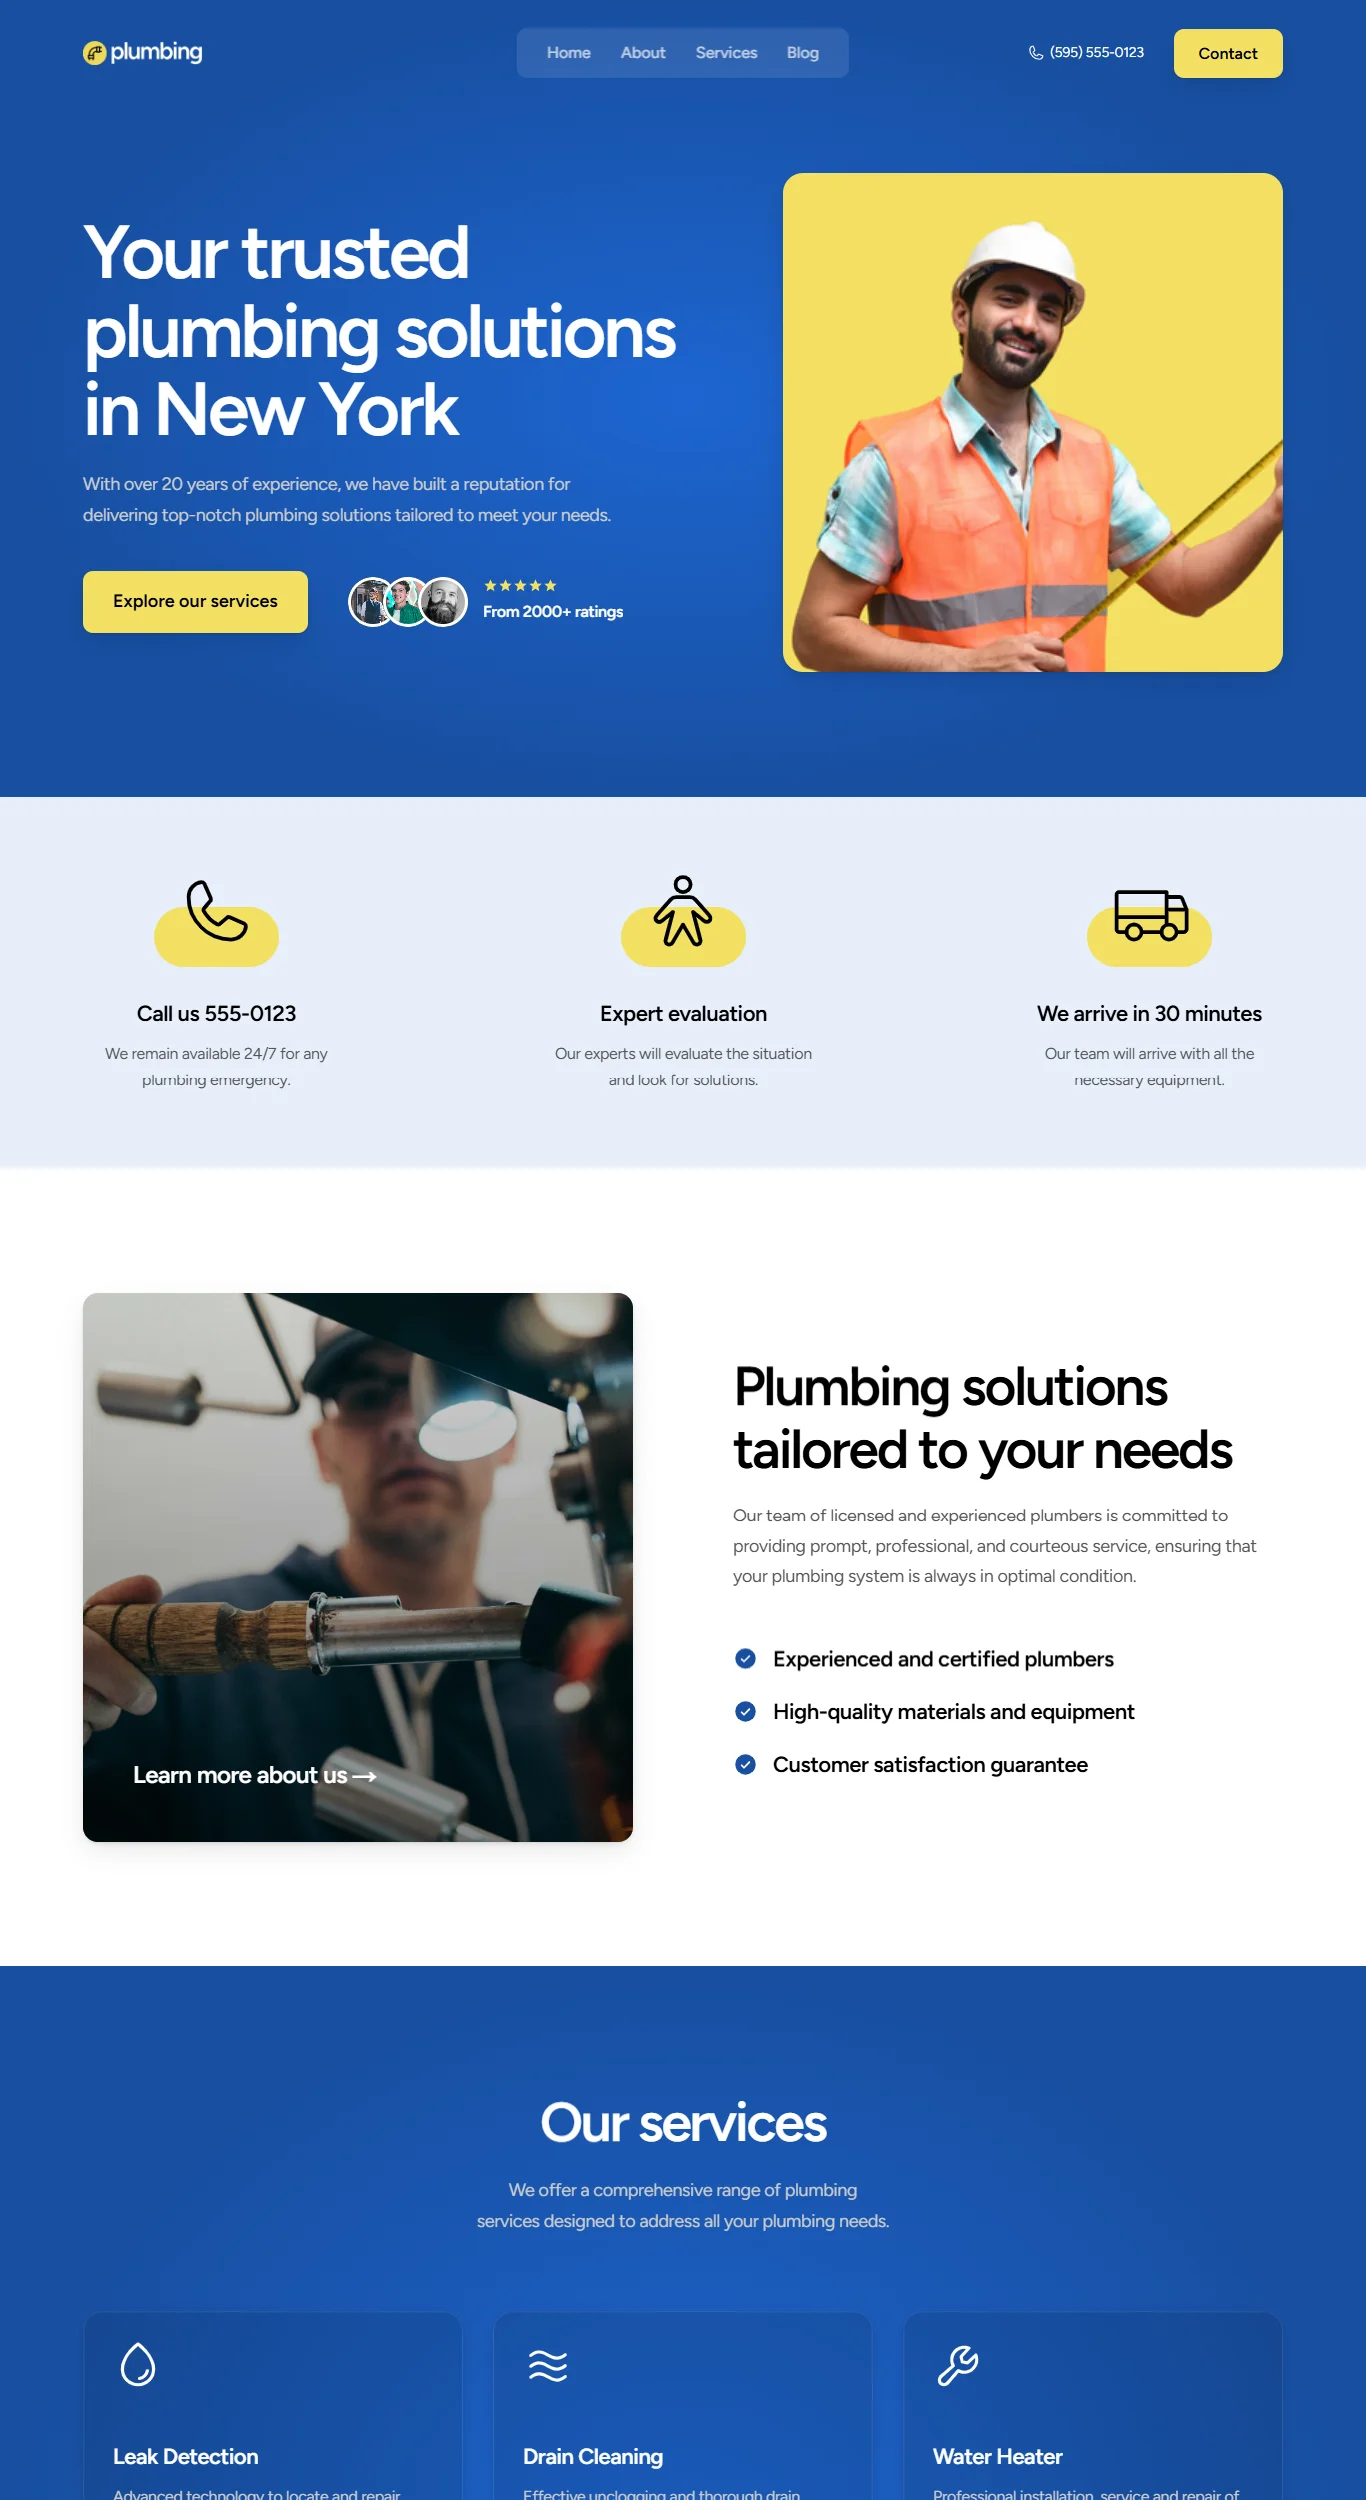 plumbing
Home About Services Blog
(595) 555-0123
Contact
Your trusted
plumbing solutions
in New York
With over 20 years of experience, we have built a reputation for
delivering top-notch plumbing solutions tailored to meet your needs.
Explore our services
From 2000+ ratings
Call us 555-0123
We remain available 24/7 for any
plumbing emergency.
Expert evaluation
Our experts will evaluate the situation
and look for solutions.
We arrive in 30 minutes
Our team will arrive with all the
necessary equipment.
Learn more about us →
Plumbing solutions
tailored to your needs
Our team of licensed and experienced plumbers is committed to
providing prompt, professional, and courteous service, ensuring that
your plumbing system is always in optimal condition.
Experienced and certified plumbers
High-quality materials and equipment
Customer satisfaction guarantee
Our services
We offer a comprehensive range of plumbing
services designed to address all your plumbing needs.
Leak Detection
Advanced technology to locate and repair
Drain Cleaning
Effective unclogging and thorough drain
Water Heater
Professional installation, service and repair of